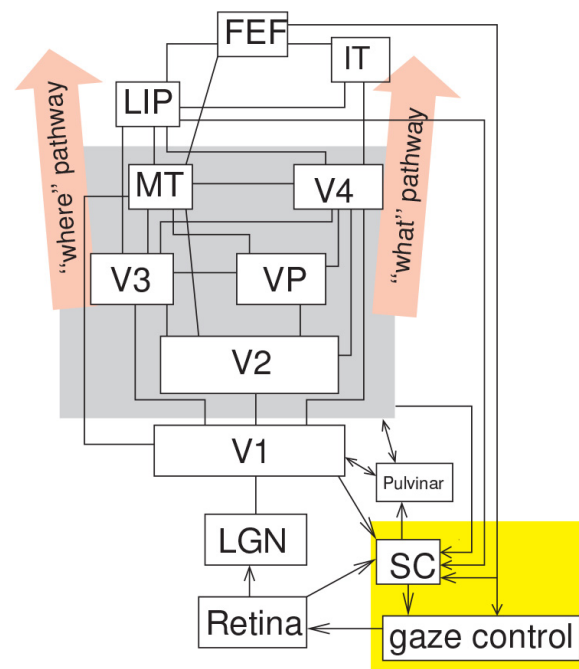 FEF
IT
LIP
"where" pathway
"what" pathway
MT
V4
V3
VP
V2
V1
Pulvinar
LGN
SC
Retina
gaze control